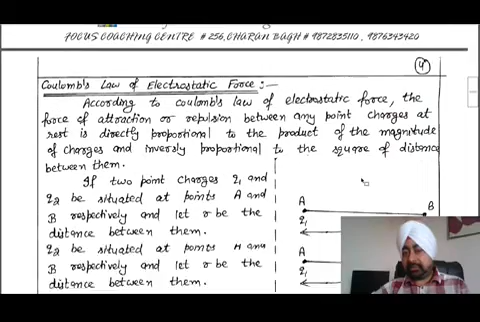 FOCUS COACHING CENTRE # 256, CHARAN BAGH # 9872835110, 9876343420
4
Coulomb's Law of Electrostatic Force :—
According to coulomb's law of electrostatic force, the
force of attraction or repulsion between any point charges at
rest is directly proportional to the product of the magnitude
of charges and inversly proportional to the square of distance
between them.
If two point charges q1 and
q2 be situated at points A and
B respectively and let r be the
distance between them.
q2 be situated at points A and
B respectively and let r be the
distance between them.
A B
q1
A
q1